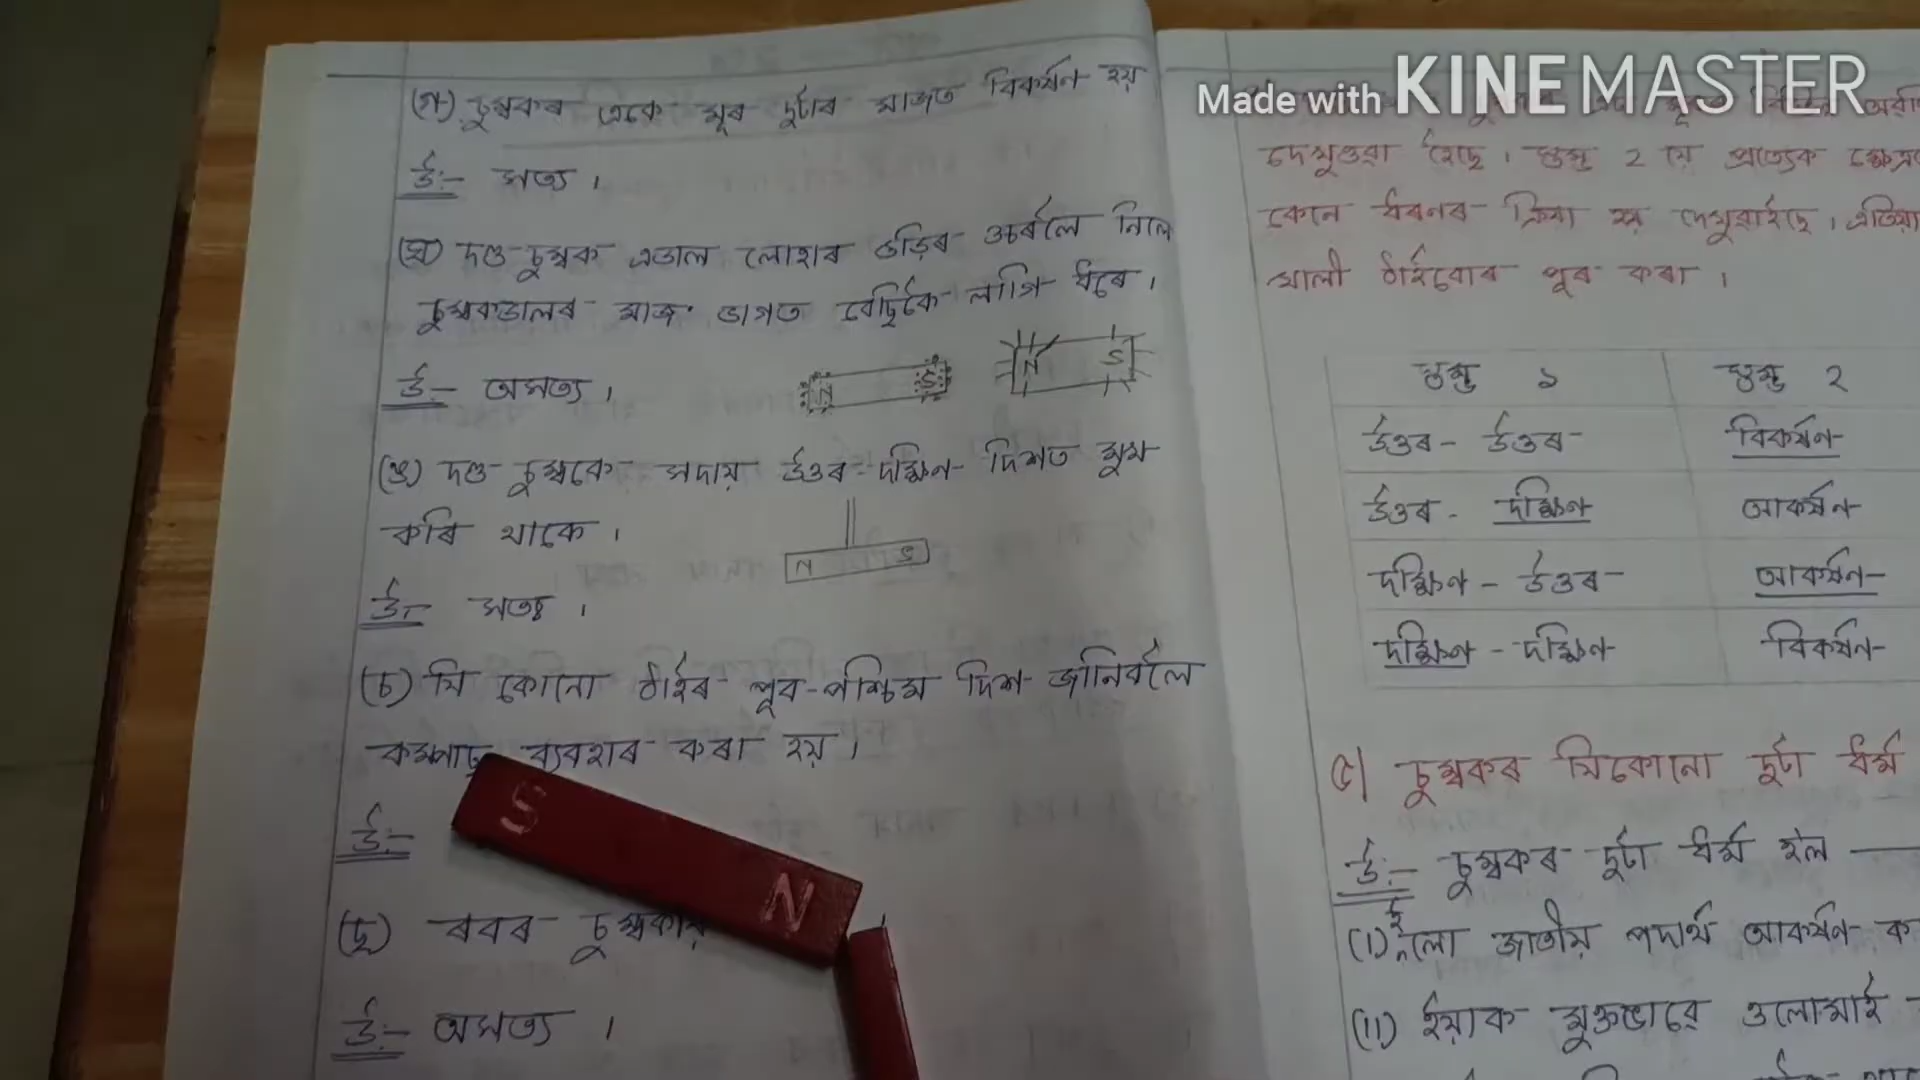 Made with KINEMASTER
(গ) চুম্বকৰ একে মূৰ দুটাৰ মাজত বিকৰ্ষণ হয়
উ:- সত্য ।
(ঘ) দণ্ড চুম্বক এডাল লোহাৰ গুড়িৰ ওচৰলৈ নিলে
চুম্বকডালৰ মাজ ভাগত বেছিকৈ লাগি ধৰে ।
উ:- অসত্য ।
N S
N S
(ঙ) দণ্ড চুম্বকে সদায় উত্তৰ-দক্ষিণ দিশত মুখ
কৰি থাকে ।
N S
উ:- সত্য ।
(চ) যি কোনো ঠাইৰ পূব-পশ্চিম দিশ জানিবলৈ
কম্পাছ ব্যৱহাৰ কৰা হয় ।
উ:-
S N
(ছ) ৰবৰ চুম্বকীয়
উ:- অসত্য ।
দেখুওৱা হৈছে । স্তম্ভ 2 য়ে প্ৰত্যেক ক্ষেত্ৰ
কেনে ধৰণৰ ক্ৰিয়া হয় দেখুৱাইছে । এতিয়া
খালী ঠাইবোৰ পূৰ কৰা ।
স্তম্ভ ১ স্তম্ভ ২
উত্তৰ - উত্তৰ বিকৰ্ষণ
উত্তৰ - দক্ষিণ আকৰ্ষণ
দক্ষিণ - উত্তৰ আকৰ্ষণ
দক্ষিণ - দক্ষিণ বিকৰ্ষণ
৫| চুম্বকৰ যিকোনো দুটা ধৰ্ম
উ:- চুম্বকৰ দুটা ধৰ্ম হ'ল —
(i) ই লো জাতীয় পদাৰ্থ আকৰ্ষণ ক
(ii) ইয়াক মুক্তভাৱে ওলোমাই